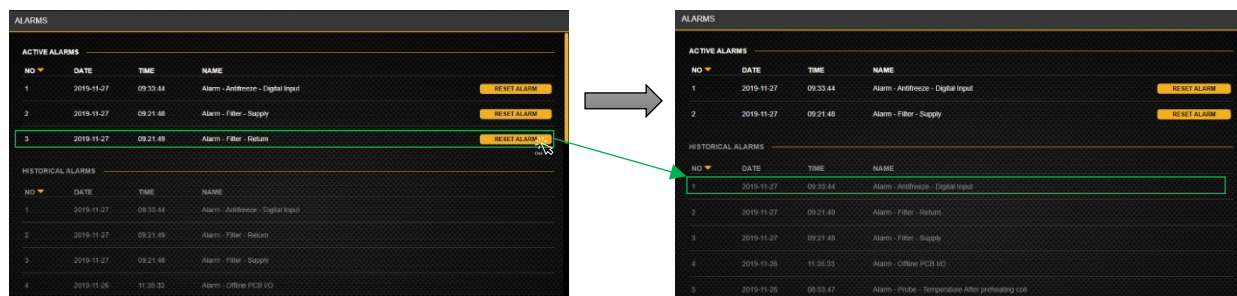 ALARMS
ACTIVE ALARMS
NO DATE TIME NAME
1 2019-11-27 09:33:44 Alarm - Antifreeze - Digital Input RESET ALARM
2 2019-11-27 09:21:48 Alarm - Filter - Supply RESET ALARM
3 2019-11-27 09:21:49 Alarm - Filter - Return RESET ALARM
HISTORICAL ALARMS
NO DATE TIME NAME
1 2019-11-27 09:33:44 Alarm - Antifreeze - Digital Input
2 2019-11-27 09:21:49 Alarm - Filter - Return
3 2019-11-27 09:21:48 Alarm - Filter - Supply
4 2019-11-26 11:35:33 Alarm - Offline PCB I/O
ALARMS
ACTIVE ALARMS
NO DATE TIME NAME
1 2019-11-27 09:33:44 Alarm - Antifreeze - Digital Input RESET ALARM
2 2019-11-27 09:21:48 Alarm - Filter - Supply RESET ALARM
HISTORICAL ALARMS
NO DATE TIME NAME
1 2019-11-27 09:33:44 Alarm - Antifreeze - Digital Input
2 2019-11-27 09:21:49 Alarm - Filter - Return
3 2019-11-27 09:21:48 Alarm - Filter - Supply
4 2019-11-26 11:35:33 Alarm - Offline PCB I/O
5 2019-11-26 08:53:47 Alarm - Probe - Temperature After preheating coil